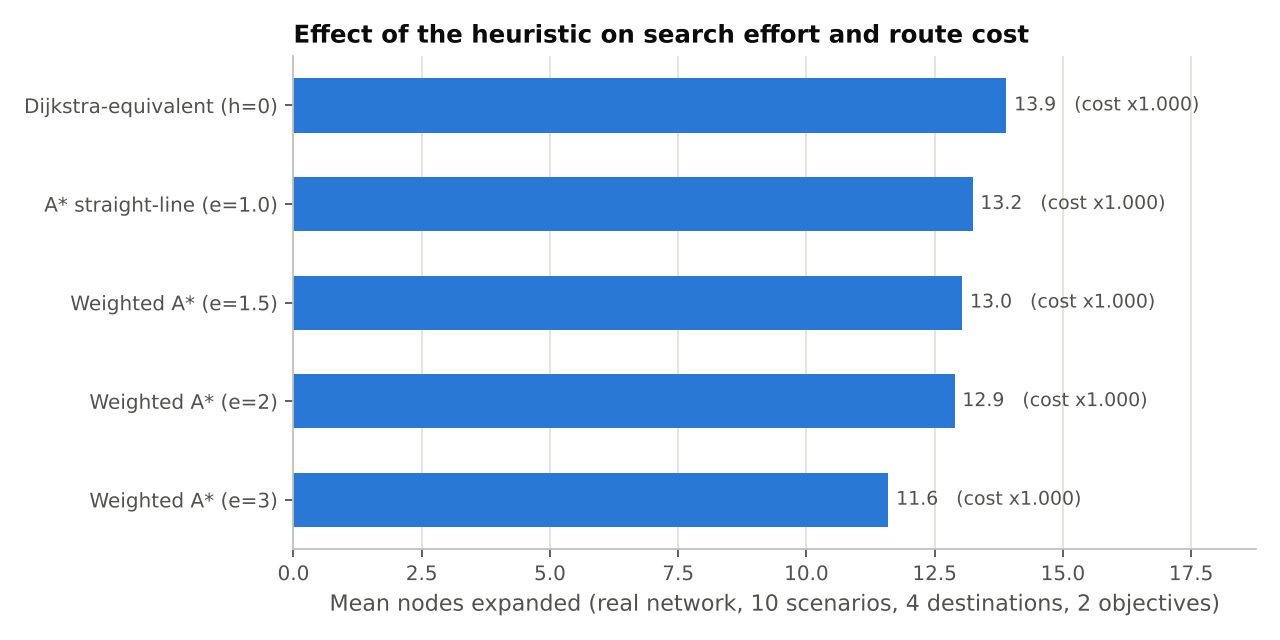 Effect of the heuristic on search effort and route cost
Dijkstra-equivalent (h=0)
13.9 (cost x1.000)
A* straight-line (e=1.0)
13.2 (cost x1.000)
Weighted A* (e=1.5)
13.0 (cost x1.000)
Weighted A* (e=2)
12.9 (cost x1.000)
Weighted A* (e=3)
11.6 (cost x1.000)
0.0 2.5 5.0 7.5 10.0 12.5 15.0 17.5
Mean nodes expanded (real network, 10 scenarios, 4 destinations, 2 objectives)